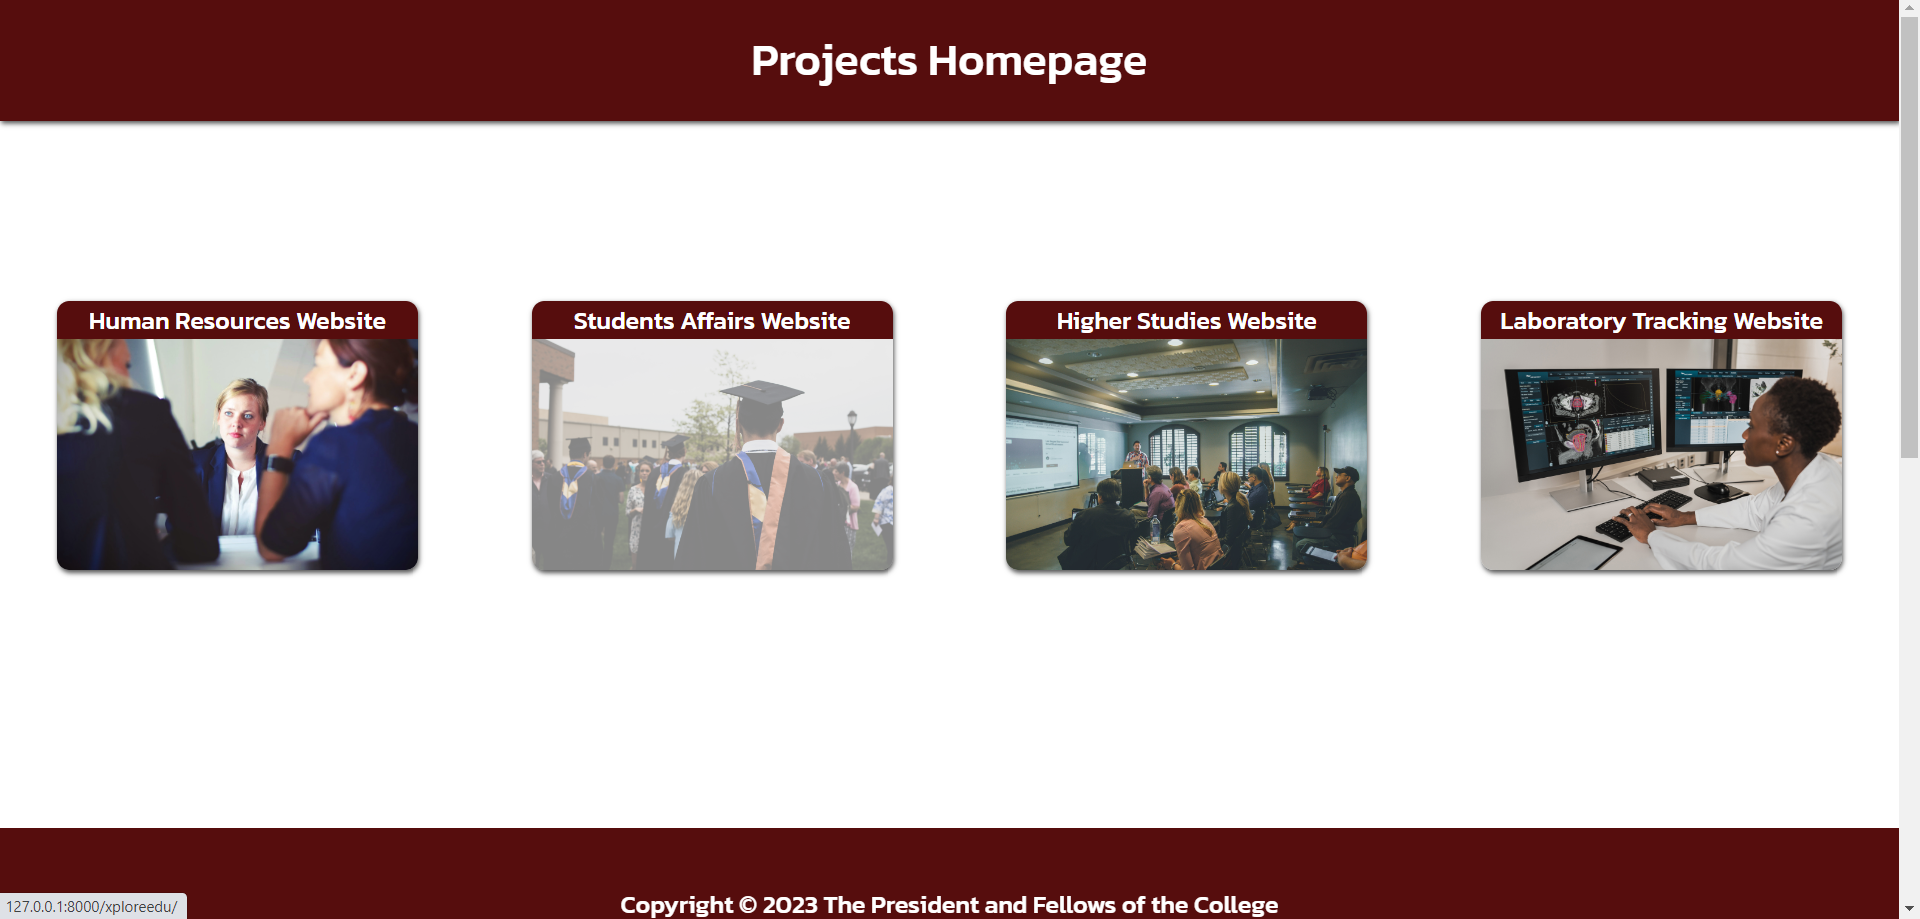 Projects Homepage
Human Resources Website
Students Affairs Website
Higher Studies Website
Laboratory Tracking Website
Copyright © 2023 The President and Fellows of the College
127.0.0.1:8000/xploreedu/